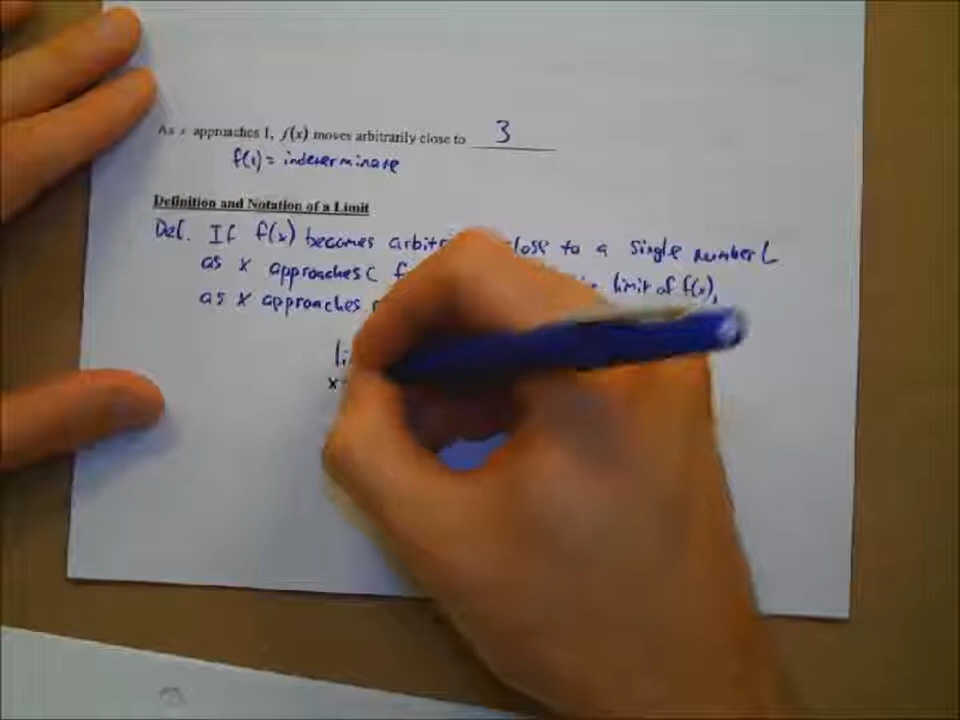 As x approaches 1, f(x) moves arbitrarily close to 3
f(1) = indeterminate
Definition and Notation of a Limit
Def. If f(x) becomes close to a single number L
as x approaches c limit of f(x),
as x approaches
x